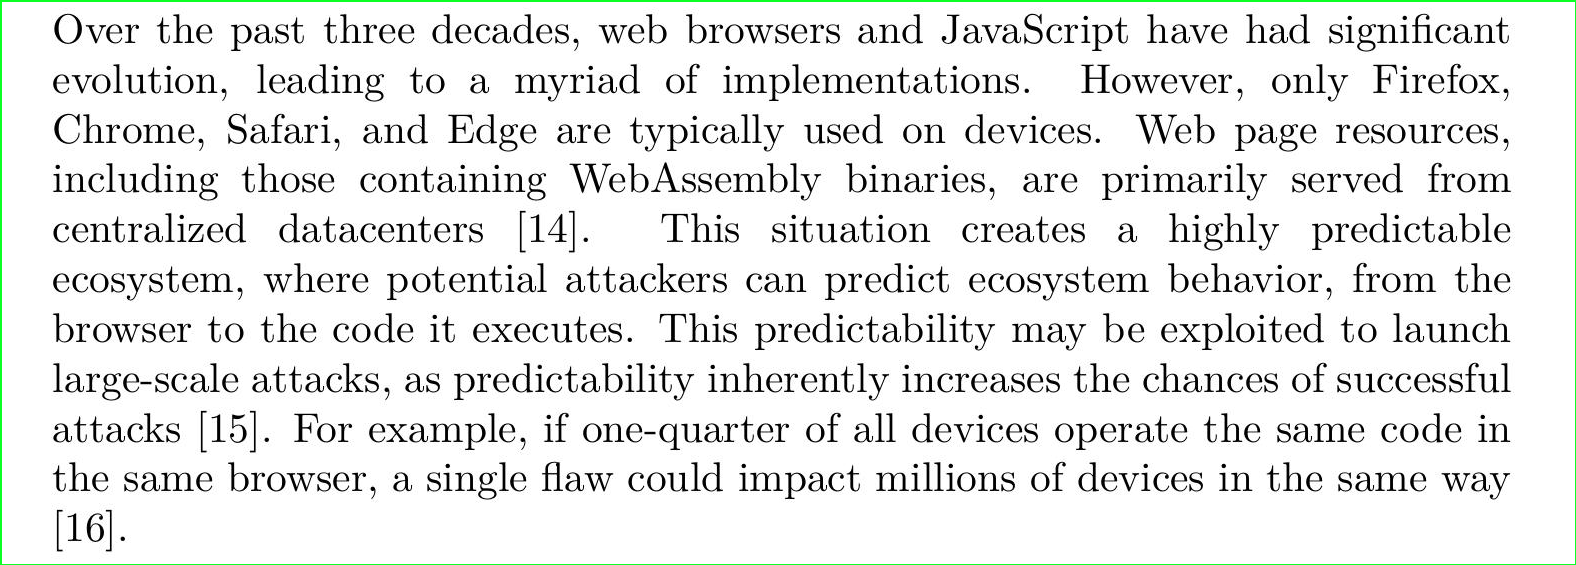 Over the past three decades, web browsers and JavaScript have had significant
evolution, leading to a myriad of implementations. However, only Firefox,
Chrome, Safari, and Edge are typically used on devices. Web page resources,
including those containing WebAssembly binaries, are primarily served from
centralized datacenters [14]. This situation creates a highly predictable
ecosystem, where potential attackers can predict ecosystem behavior, from the
browser to the code it executes. This predictability may be exploited to launch
large-scale attacks, as predictability inherently increases the chances of successful
attacks [15]. For example, if one-quarter of all devices operate the same code in
the same browser, a single flaw could impact millions of devices in the same way
[16].